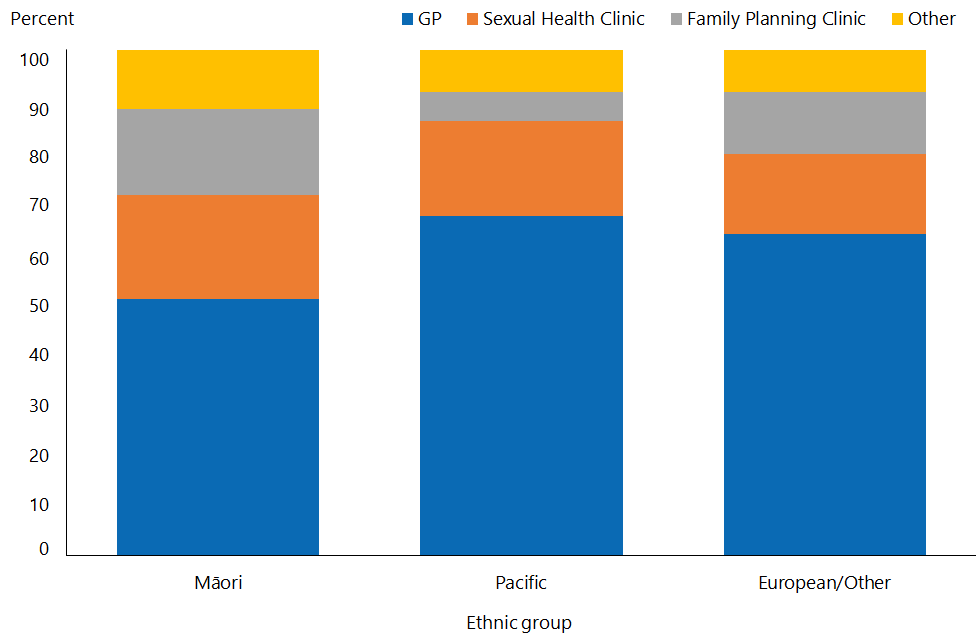 Percent
GP Sexual Health Clinic Family Planning Clinic Other
100
90
80
70
60
50
40
30
20
10
0
Māori Pacific European/Other
Ethnic group